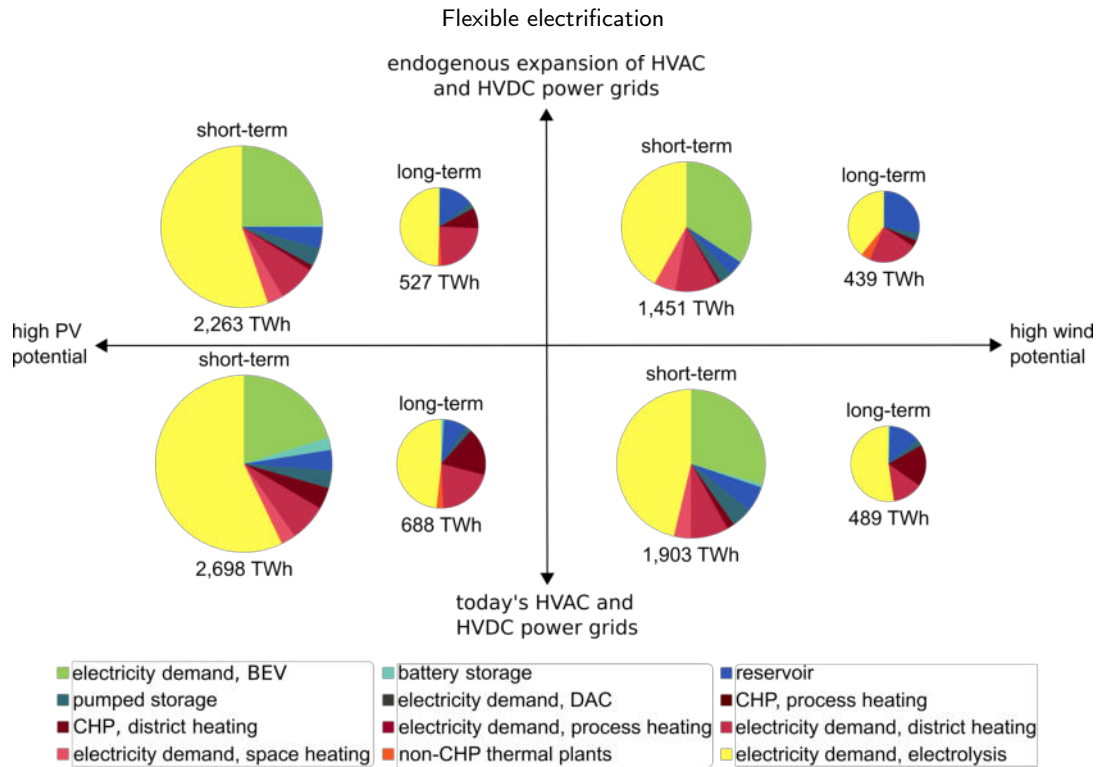 Flexible electrification
endogenous expansion of HVAC
and HVDC power grids
short-term
long-term
527 TWh
2,263 TWh
short-term
long-term
439 TWh
1,451 TWh
high PV
potential
high wind
potential
short-term
long-term
688 TWh
2,698 TWh
short-term
long-term
489 TWh
1,903 TWh
today's HVAC and
HVDC power grids
electricity demand, BEV
pumped storage
CHP, district heating
electricity demand, space heating
battery storage
electricity demand, DAC
electricity demand, process heating
non-CHP thermal plants
reservoir
CHP, process heating
electricity demand, district heating
electricity demand, electrolysis